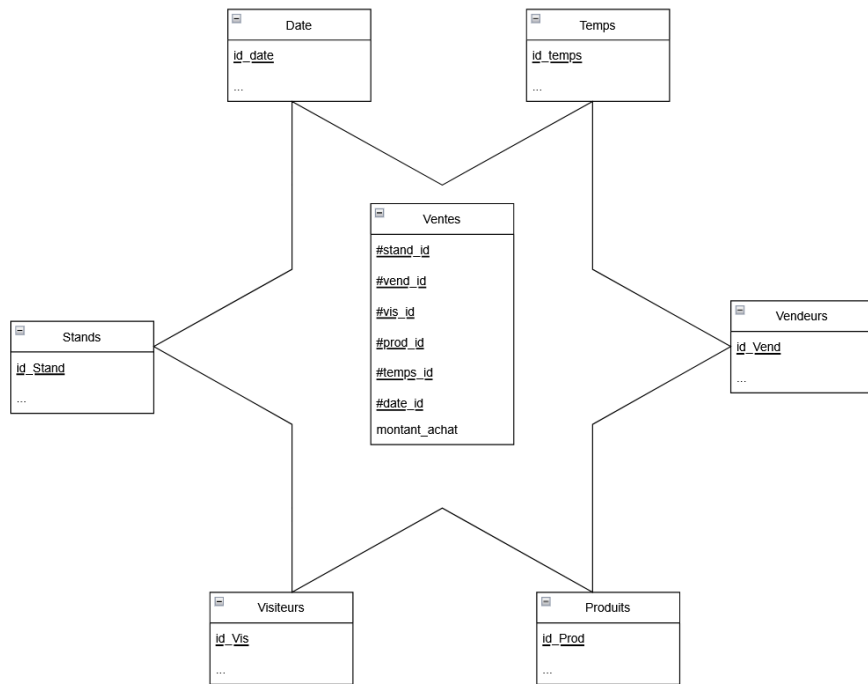 Date
id_date
...
Temps
id_temps
...
Ventes
#stand_id
#vend_id
#vis_id
#prod_id
#temps_id
#date_id
montant_achat
Stands
id_Stand
...
Vendeurs
id_Vend
...
Visiteurs
id_Vis
...
Produits
id_Prod
...